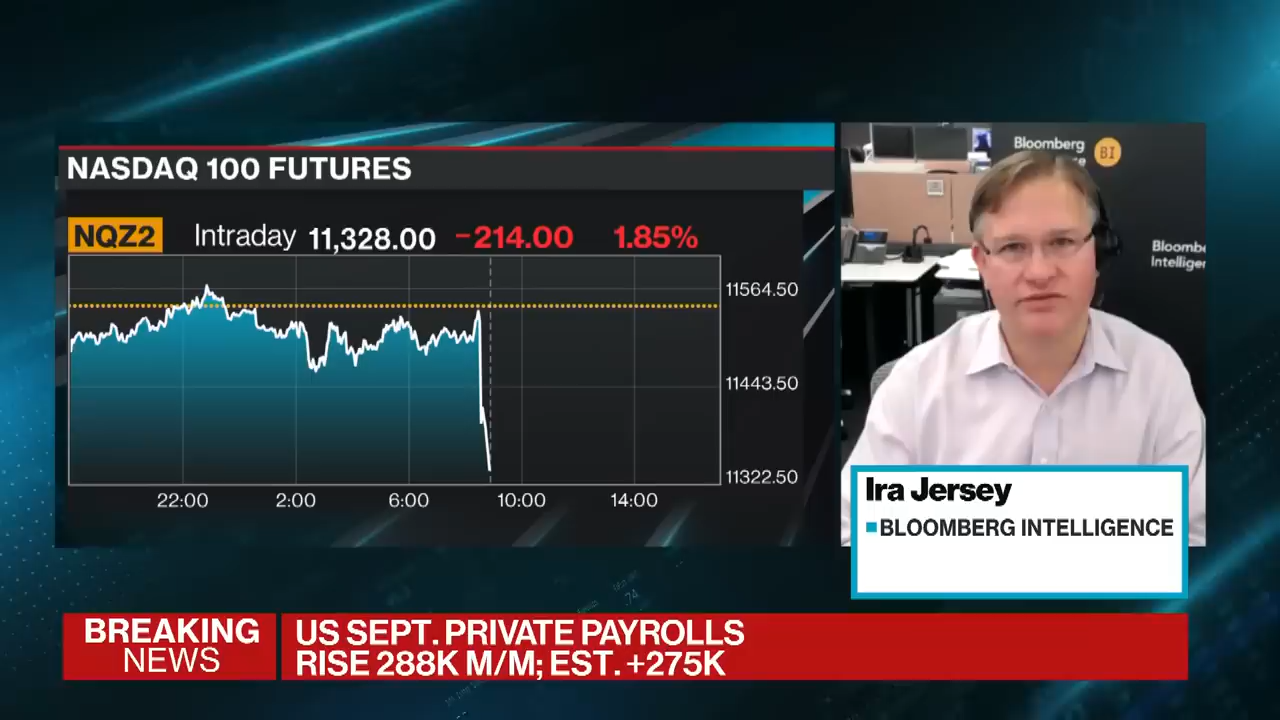 NASDAQ 100 FUTURES
NQZ2 Intraday 11,328.00 -214.00 1.85%
11564.50
11443.50
11322.50
22:00 2:00 6:00 10:00 14:00
Bloomberg
BI
Ira Jersey
BLOOMBERG INTELLIGENCE
BREAKING
NEWS
US SEPT. PRIVATE PAYROLLS
RISE 288K M/M; EST. +275K